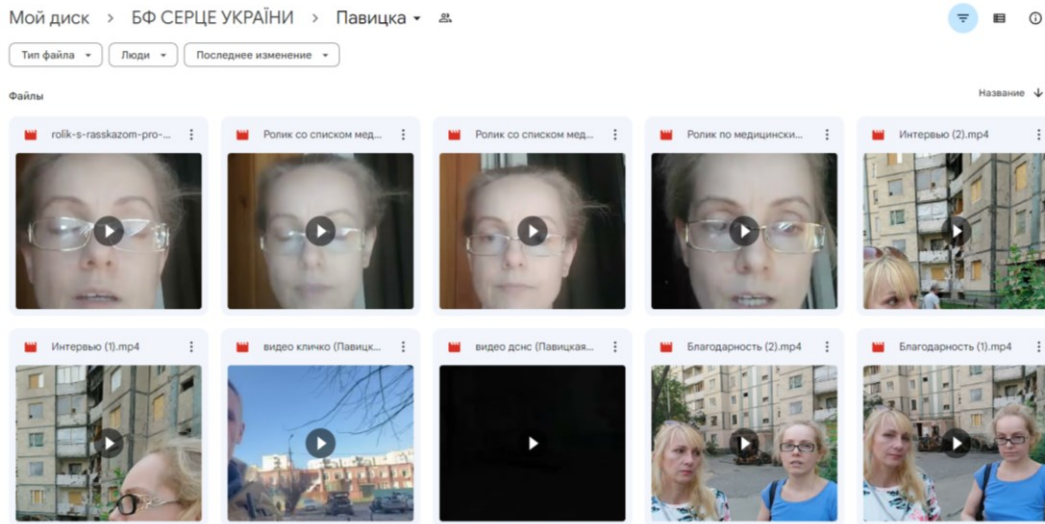 Мой диск > БФ СЕРЦЕ УКРАЇНИ > Павицка
Тип файла Люди Последнее изменение
Файлы Название
rolik-s-rasskazom-pro-... Ролик со списком мед... Ролик со списком мед... Ролик по медицински... Интервью (2).mp4
Интервью (1).mp4 видео кличко (Павицк... видео дснс (Павицкая... Благодарность (2).mp4 Благодарность (1).mp4